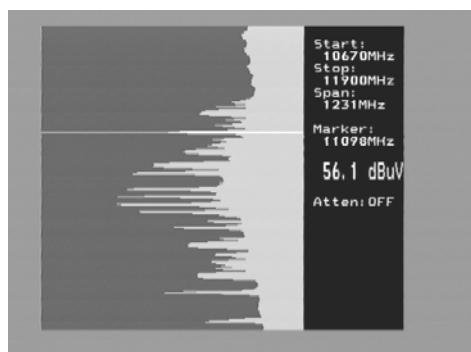 Start:
10670MHz
Stop:
11900MHz
Span:
1231MHz
Marker:
11098MHz
56.1 dBuV
Atten:OFF